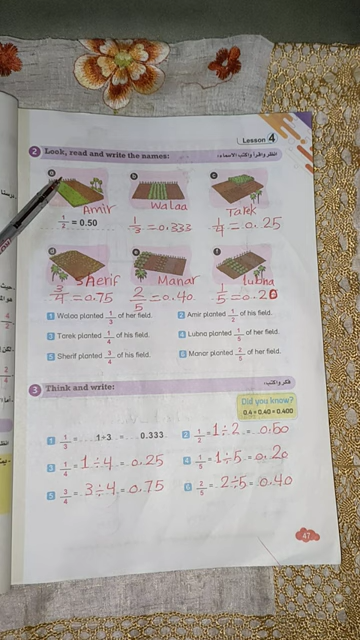 Lesson 4
2 Look, read and write the names: انظر واقرأ واكتب الأسماء:
a b c
Amir Walaa Tarek
1/2 = 0.50 1/3 = 0.333 1/4 = 0.25
d e f
Sherif Manar lubna
3/4 = 0.75 2/5 = 0.40 1/5 = 0.20
1 Walaa planted 1/3 of her field. 2 Amir planted 1/2 of his field.
3 Tarek planted 1/4 of his field. 4 Lubna planted 1/5 of her field.
5 Sherif planted 3/4 of his field. 6 Manar planted 2/5 of her field.
3 Think and write: فكر واكتب:
Did you know?
0.4 = 0.40 = 0.400
1 1/3 = 1÷3 = 0.333 2 1/2 = 1÷2 = 0.50
3 1/4 = 1÷4 = 0.25 4 1/5 = 1÷5 = 0.20
5 3/4 = 3÷4 = 0.75 6 2/5 = 2÷5 = 0.40
47